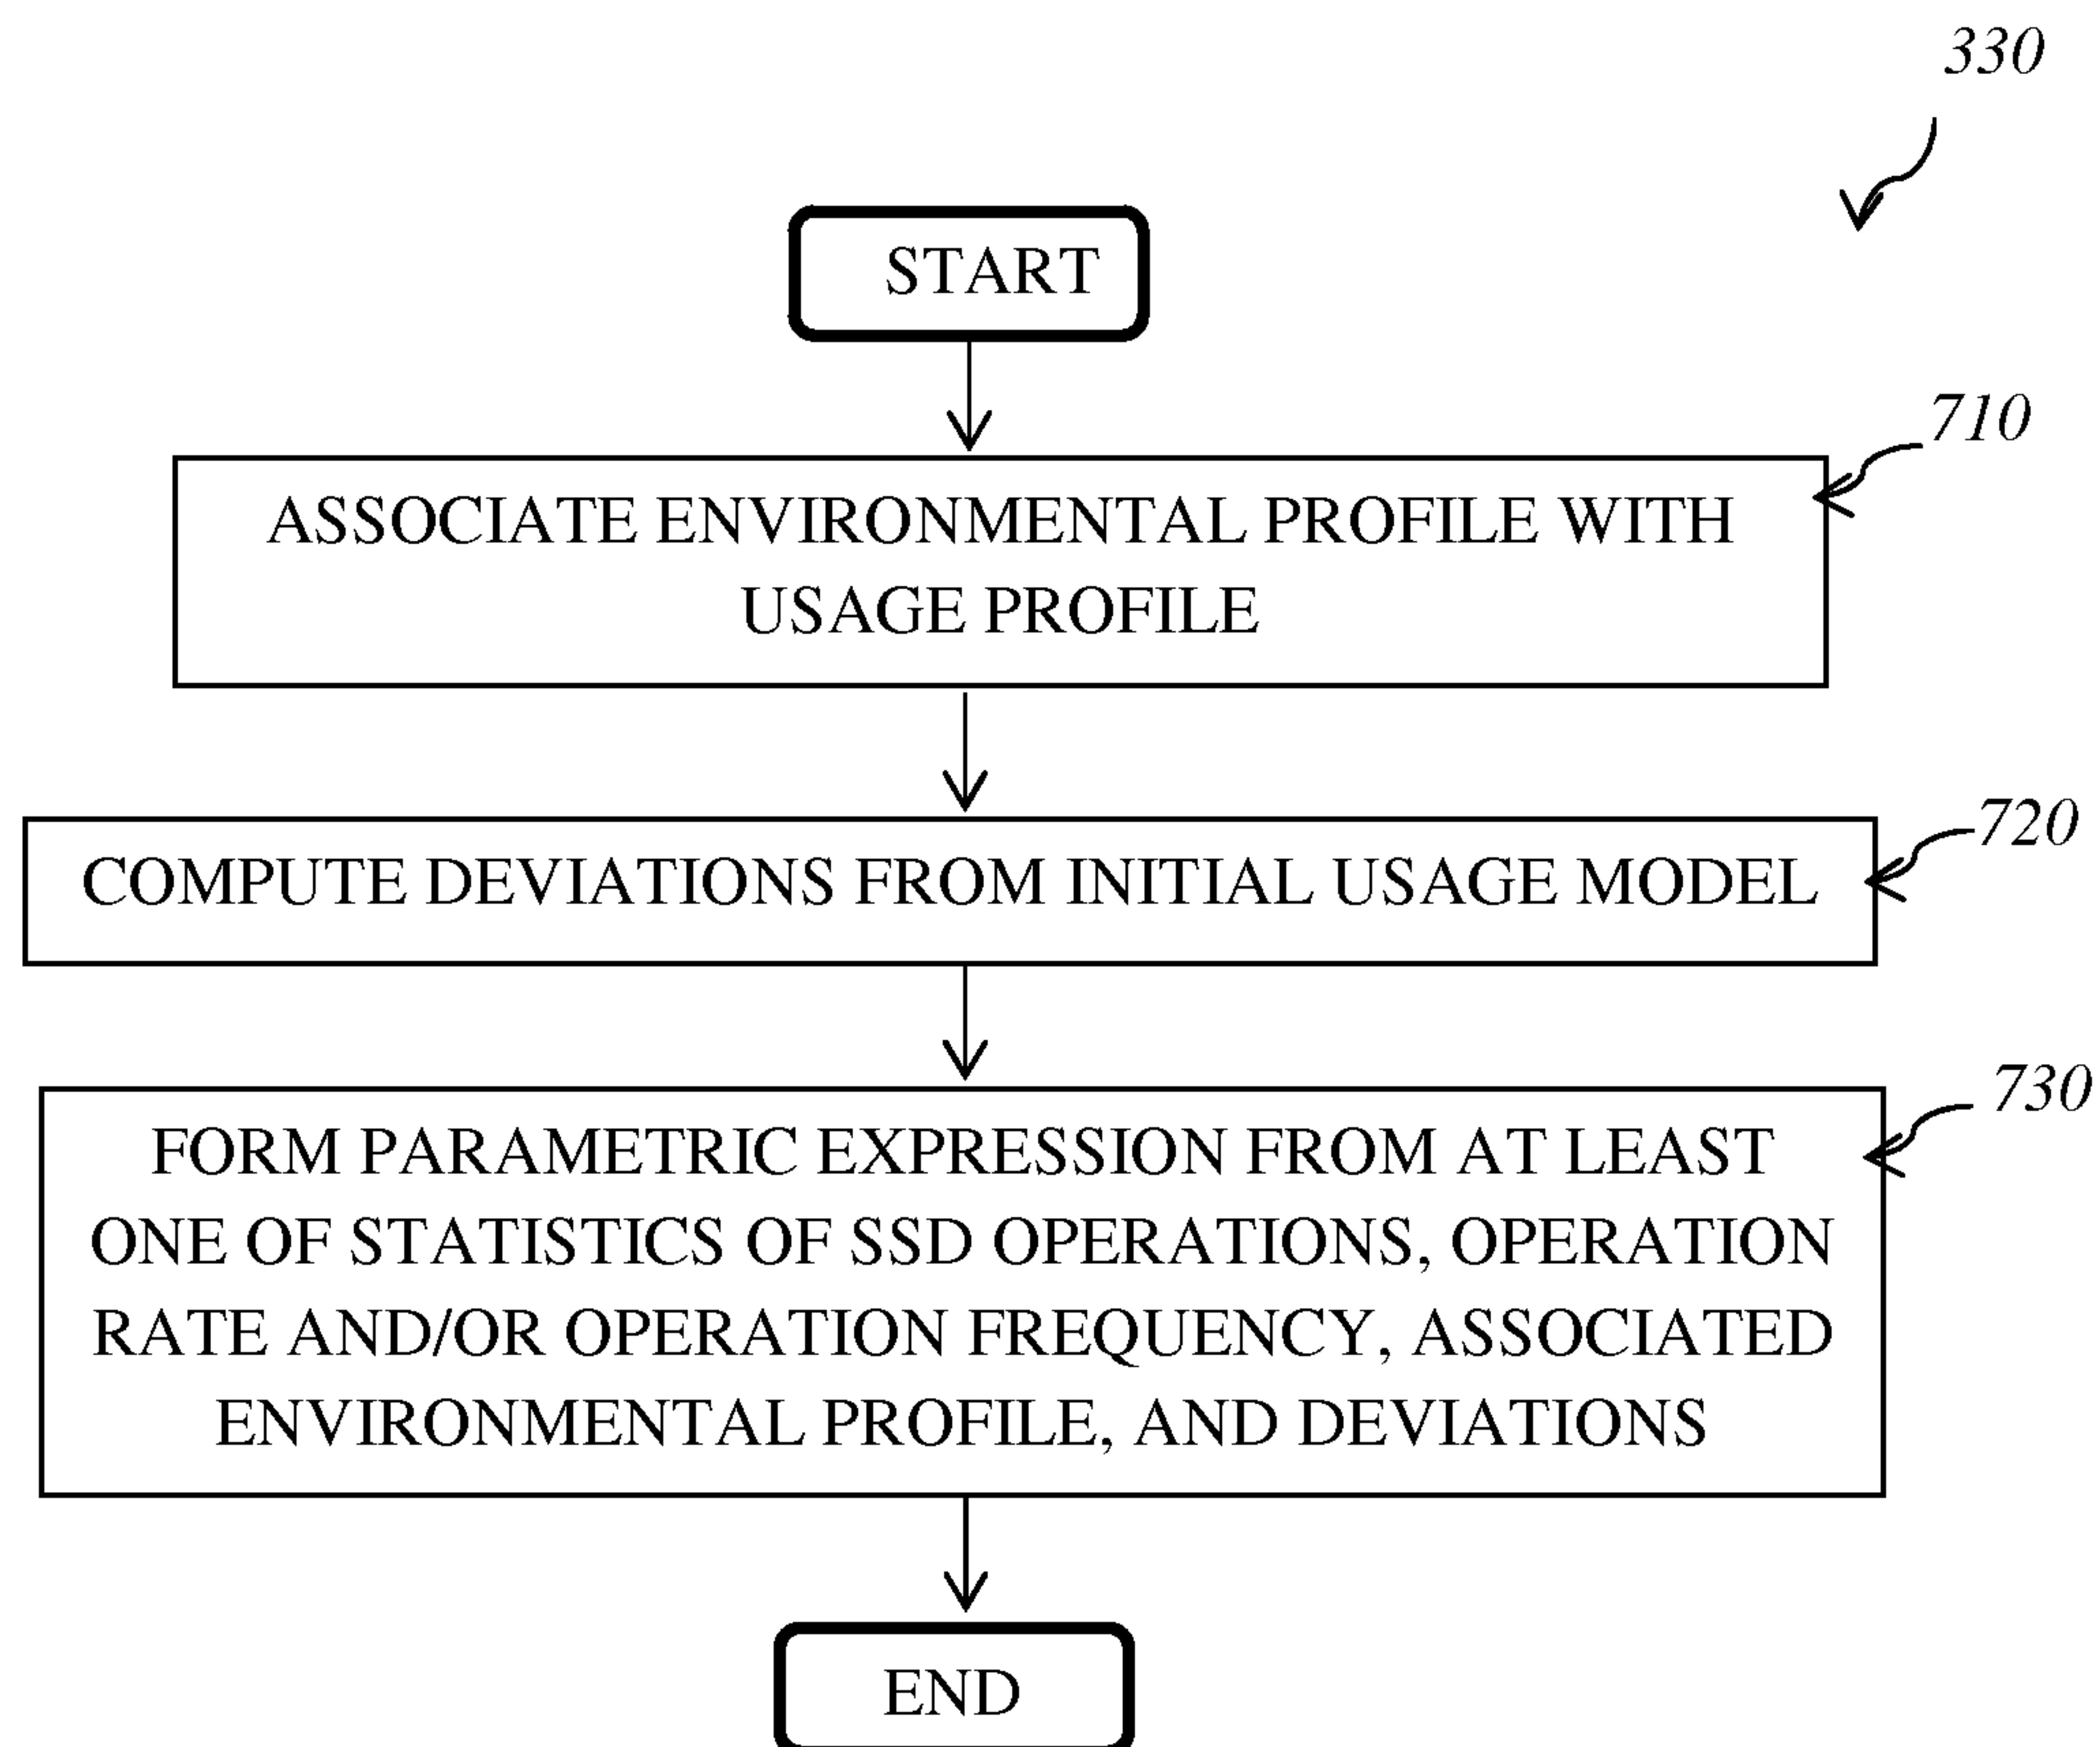 330
START
710
ASSOCIATE ENVIRONMENTAL PROFILE WITH
USAGE PROFILE
720
COMPUTE DEVIATIONS FROM INITIAL USAGE MODEL
730
FORM PARAMETRIC EXPRESSION FROM AT LEAST
ONE OF STATISTICS OF SSD OPERATIONS, OPERATION
RATE AND/OR OPERATION FREQUENCY, ASSOCIATED
ENVIRONMENTAL PROFILE, AND DEVIATIONS
END